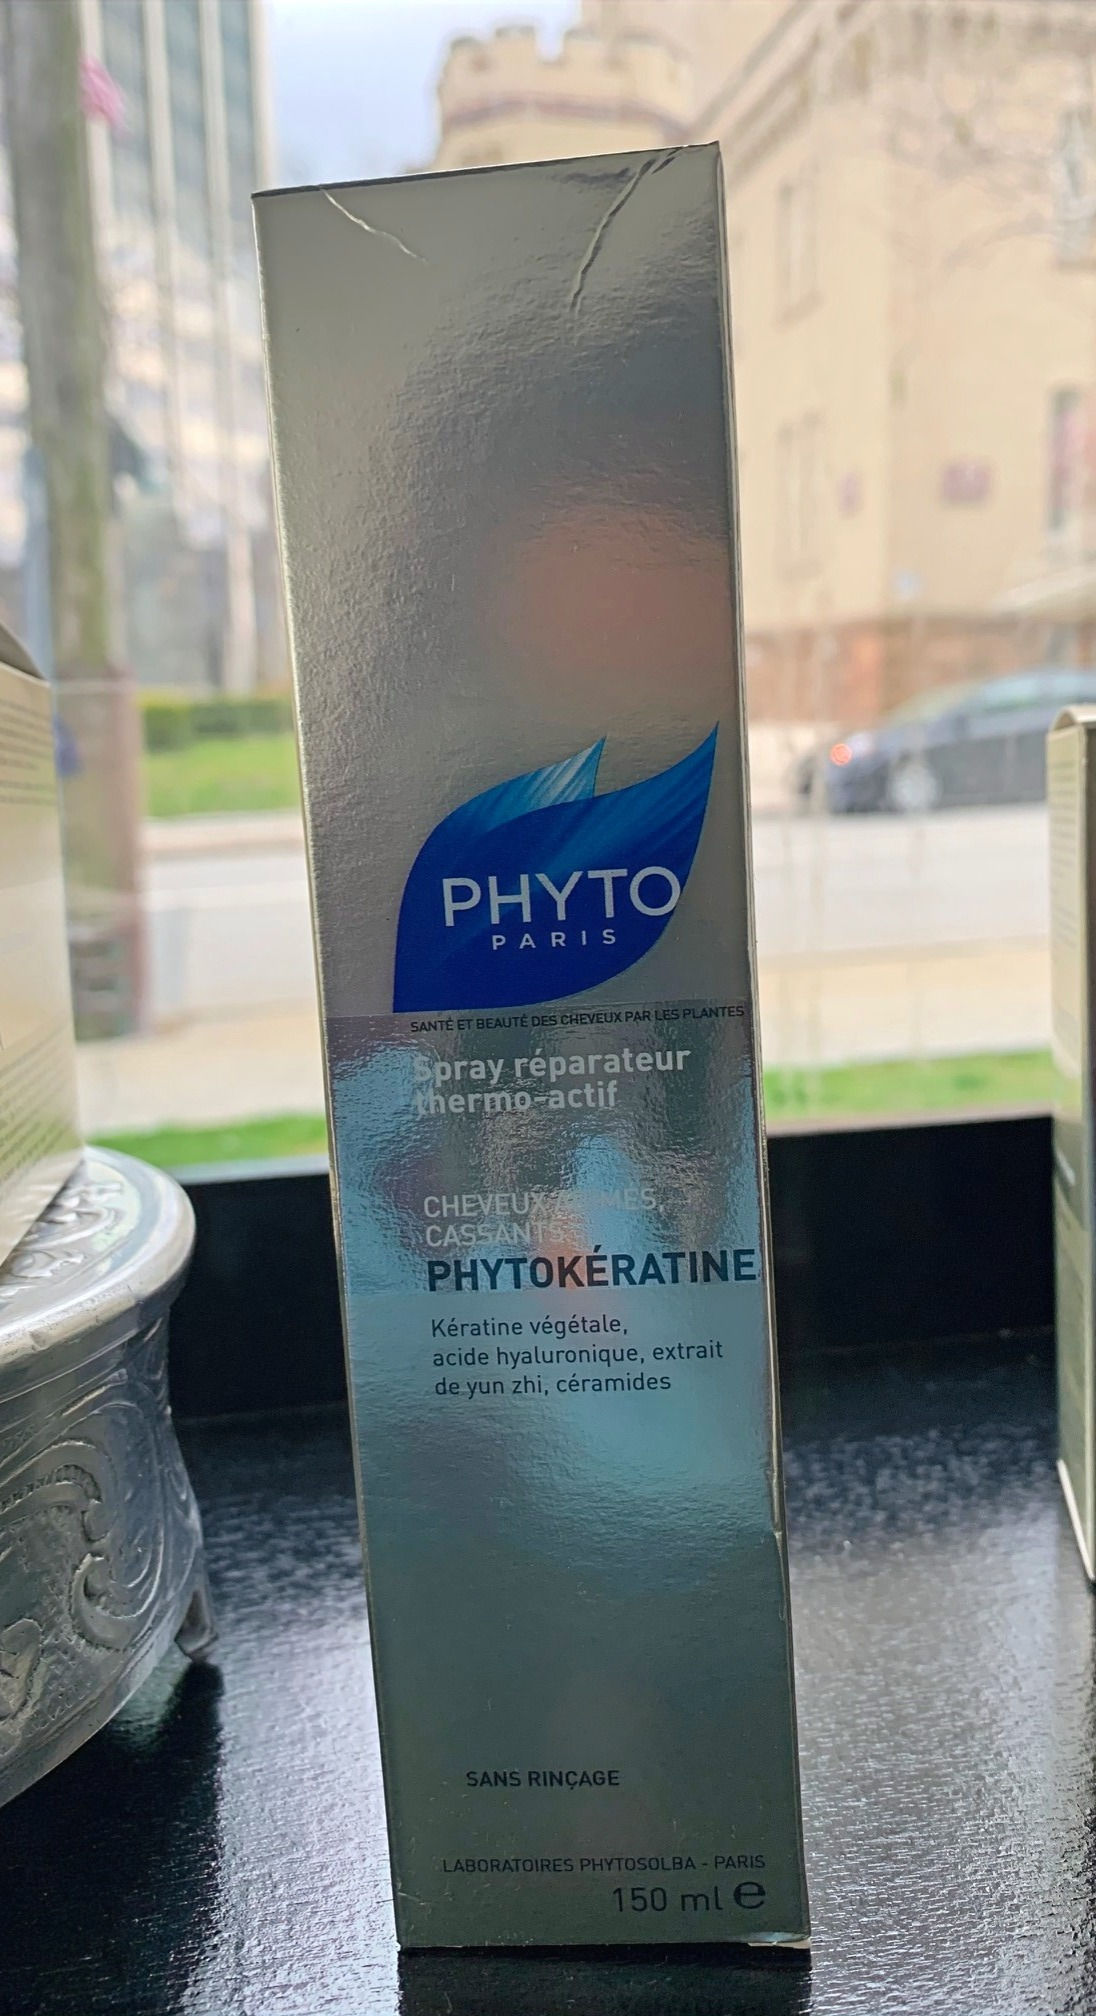 PHYTO
PARIS
SANTÉ ET BEAUTÉ DES CHEVEUX PAR LES PLANTES
Spray réparateur
thermo-actif
CHEVEUX
CASSANTS
PHYTOKÉRATINE
Kératine végétale,
acide hyaluronique, extrait
de yun zhi, céramides
SANS RINÇAGE
LABORATOIRES PHYTOSOLBA - PARIS
150 ml e